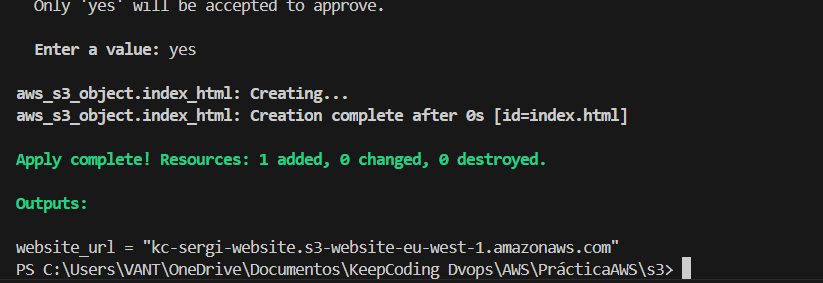 Only 'yes' will be accepted to approve.
Enter a value: yes
aws_s3_object.index_html: Creating...
aws_s3_object.index_html: Creation complete after 0s [id=index.html]
Apply complete! Resources: 1 added, 0 changed, 0 destroyed.
Outputs:
website_url = "kc-sergi-website.s3-website-eu-west-1.amazonaws.com"
PS C:\Users\VANT\OneDrive\Documentos\KeepCoding Dvops\AWS\PrácticaAWS\s3>